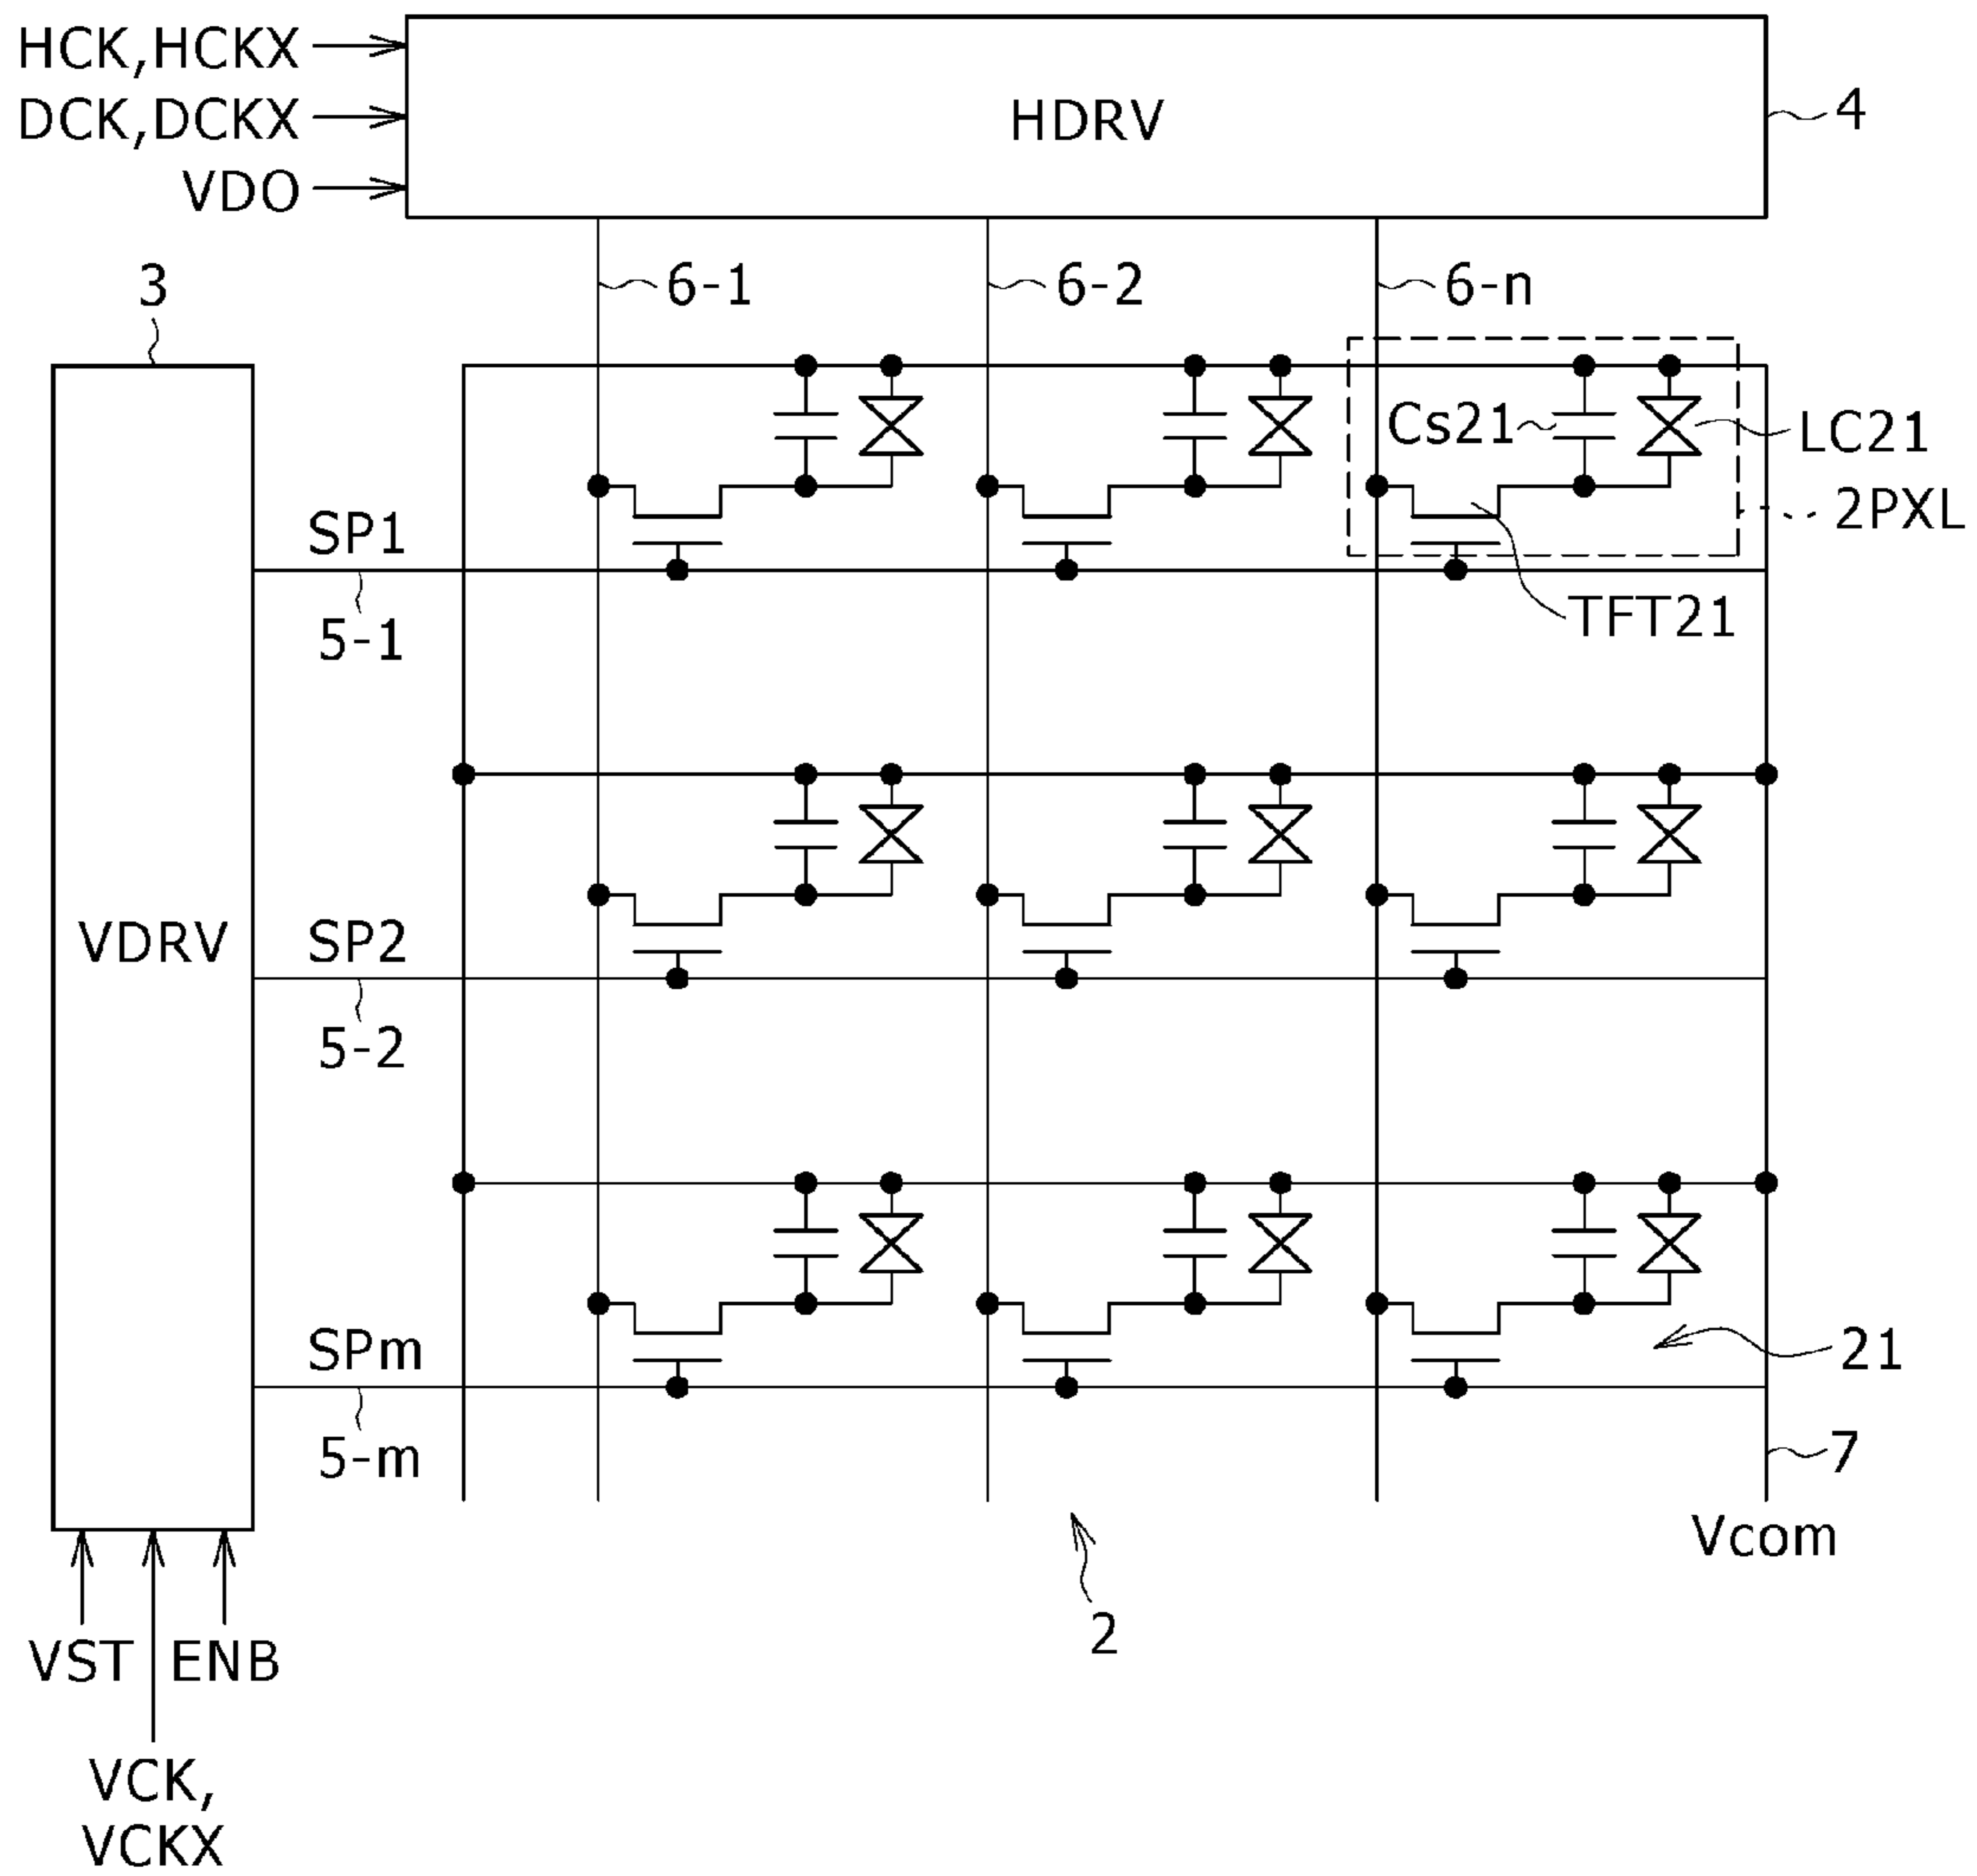 HCK,HCKX
DCK,DCKX
VDO
HDRV
4
3
6-1
6-2
6-n
Cs21
LC21
2PXL
TFT21
SP1
5-1
VDRV
SP2
5-2
SPm
5-m
21
7
Vcom
2
VST
ENB
VCK,
VCKX